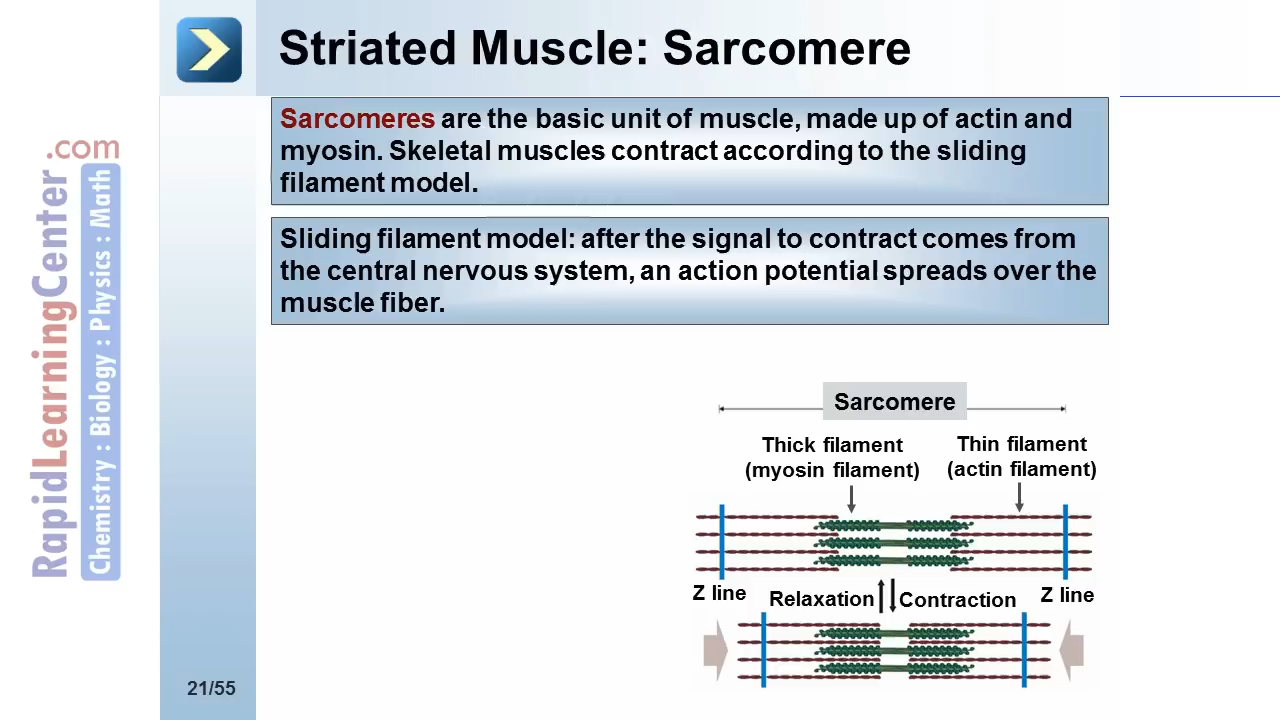 Striated Muscle: Sarcomere
Sarcomeres are the basic unit of muscle, made up of actin and
myosin. Skeletal muscles contract according to the sliding
filament model.
Sliding filament model: after the signal to contract comes from
the central nervous system, an action potential spreads over the
muscle fiber.
Sarcomere
Thick filament
(myosin filament)
Thin filament
(actin filament)
Z line
Relaxation
Contraction
Z line
21/55
RapidLearningCenter.com
Chemistry : Biology : Physics : Math